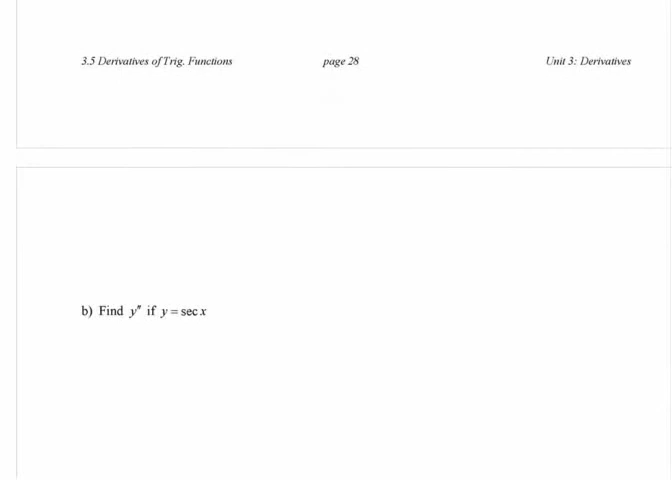 3.5 Derivatives of Trig. Functions page 28 Unit 3: Derivatives
b) Find y″ if y = sec x